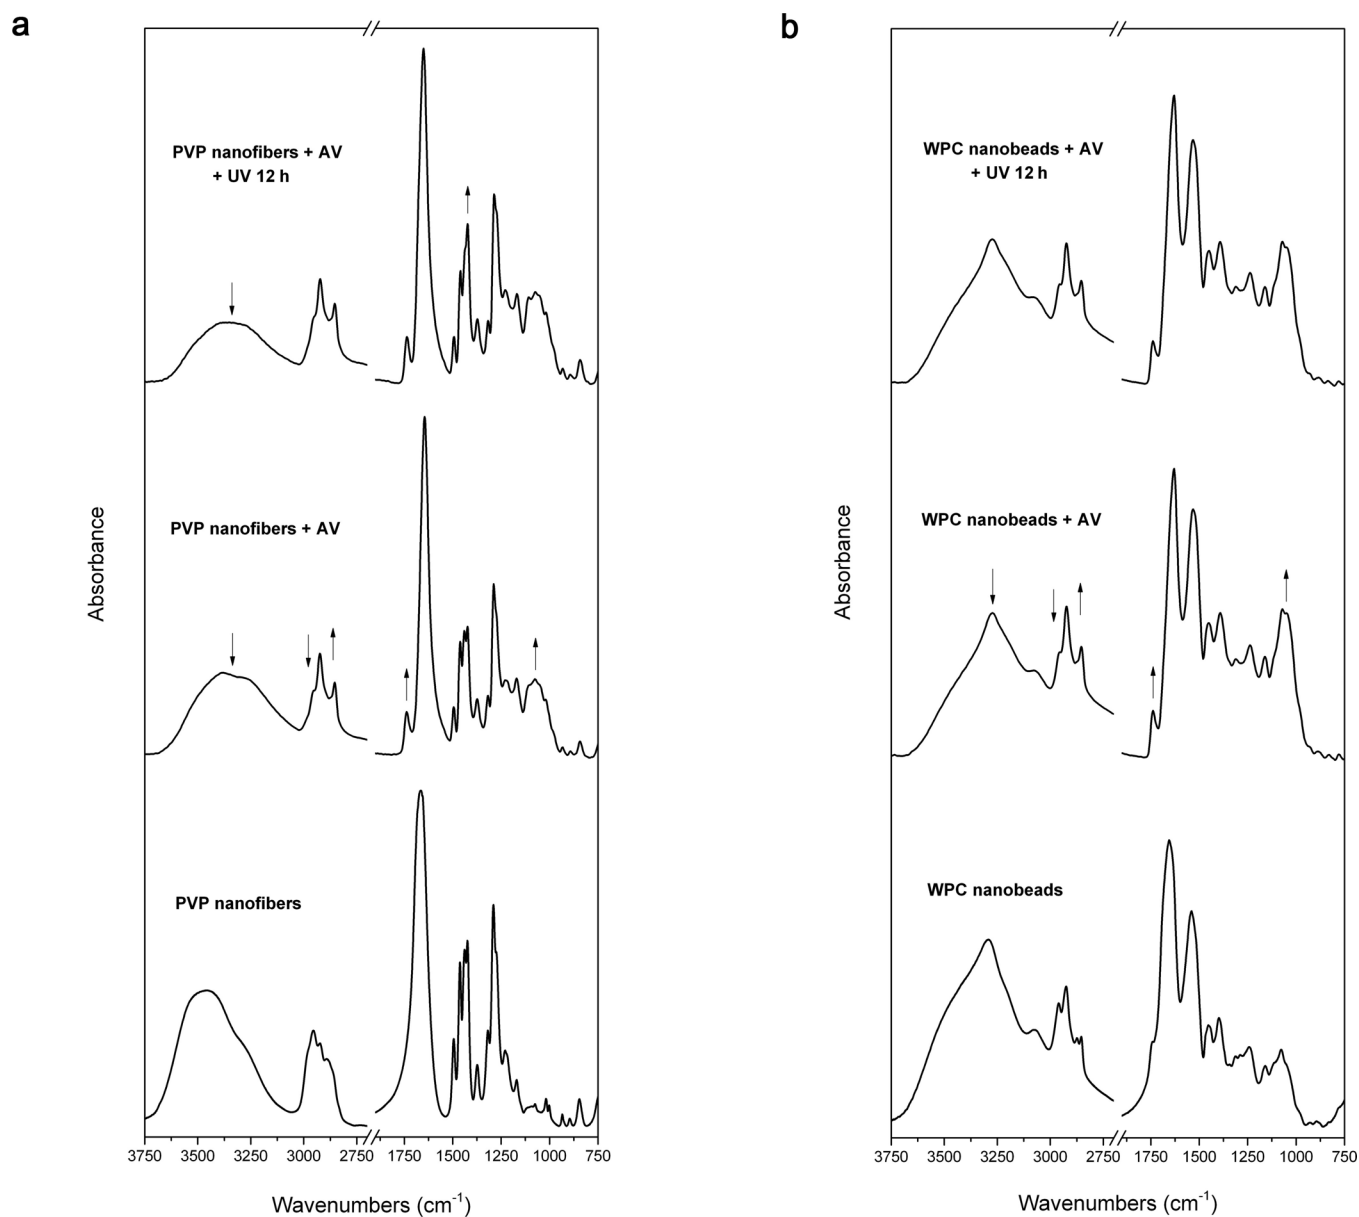 a
PVP nanofibers + AV
+ UV 12 h
PVP nanofibers + AV
PVP nanofibers
Absorbance
3750 3500 3250 3000 2750 1750 1500 1250 1000 750
Wavenumbers (cm⁻¹)
b
WPC nanobeads + AV
+ UV 12 h
WPC nanobeads + AV
WPC nanobeads
Absorbance
3750 3500 3250 3000 2750 1750 1500 1250 1000 750
Wavenumbers (cm⁻¹)